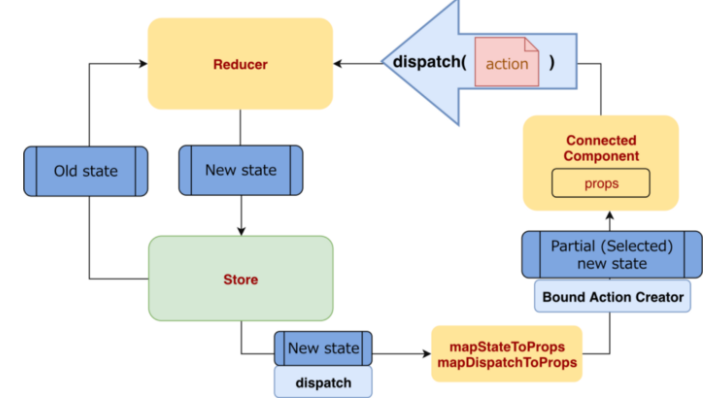 Reducer
dispatch( action )
Old state
New state
Connected
Component
props
Store
Partial (Selected)
new state
Bound Action Creator
New state
dispatch
mapStateToProps
mapDispatchToProps